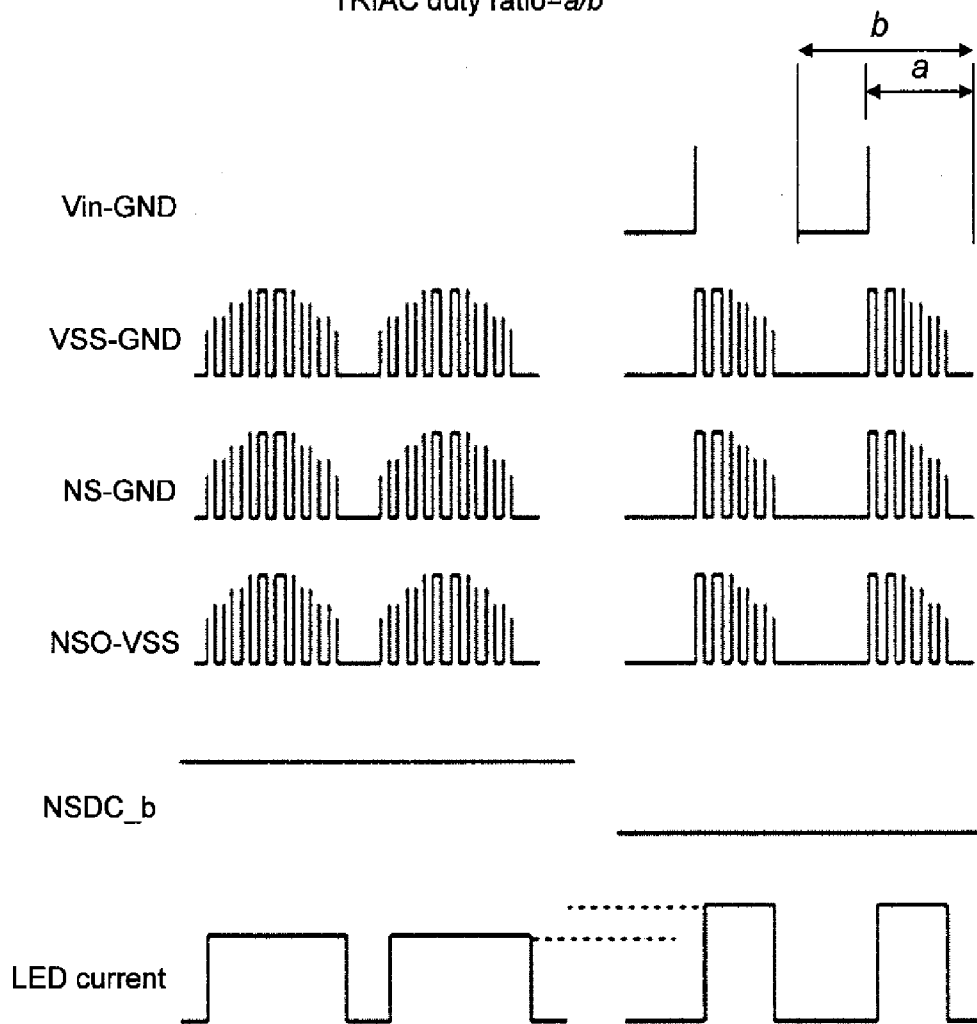 TRIAC duty ratio=a/b
b
a
Vin-GND
VSS-GND
NS-GND
NSO-VSS
NSDC_b
LED current